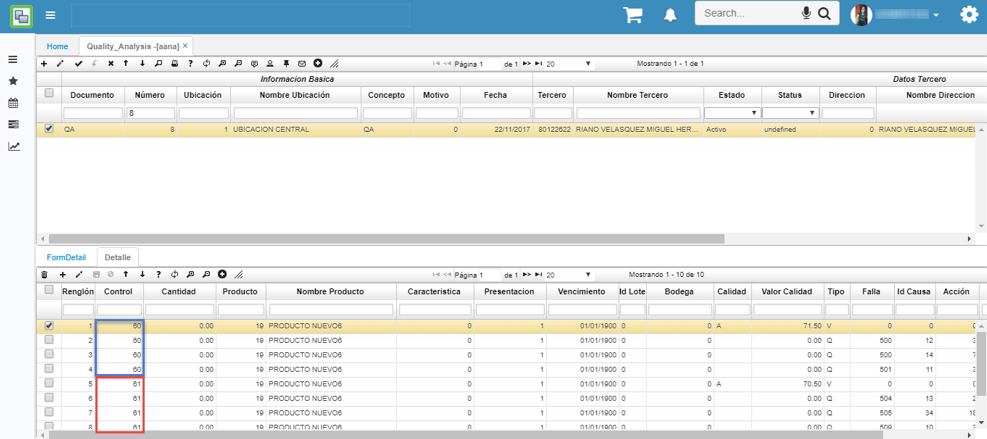 Search...
Home Quality_Analysis -[aana] ×
Página 1 de 1 20 Mostrando 1 - 1 de 1
Informacion Basica Datos Tercero
Documento Número Ubicación Nombre Ubicación Concepto Motivo Fecha Tercero Nombre Tercero Estado Status Direccion Nombre Direccion
8
QA 8 1 UBICACION CENTRAL QA 0 22/11/2017 80122622 RIANO VELASQUEZ MIGUEL HER... Activo undefined 0 RIANO VELASQUEZ MIGUEL
FormDetail Detalle
Página 1 de 1 20 Mostrando 1 - 10 de 10
Renglón Control Cantidad Producto Nombre Producto Caracteristica Presentacion Vencimiento Id Lote Bodega Calidad Valor Calidad Tipo Falla Id Causa Acción
1 60 0.00 19 PRODUCTO NUEVO6 0 1 01/01/1900 0 0 A 71.50 V 0 0
2 60 0.00 19 PRODUCTO NUEVO6 0 1 01/01/1900 0 0 0.00 Q 500 12
3 60 0.00 19 PRODUCTO NUEVO6 0 1 01/01/1900 0 0 0.00 Q 500 14
4 60 0.00 19 PRODUCTO NUEVO6 0 1 01/01/1900 0 0 0.00 Q 501 11
5 61 0.00 19 PRODUCTO NUEVO6 0 1 01/01/1900 0 0 A 70.50 V 0 0
6 61 0.00 19 PRODUCTO NUEVO6 0 1 01/01/1900 0 0 0.00 Q 504 13
7 61 0.00 19 PRODUCTO NUEVO6 0 1 01/01/1900 0 0 0.00 Q 505 34
8 61 0.00 19 PRODUCTO NUEVO6 0 1 01/01/1900 0 0 0.00 Q 509 10